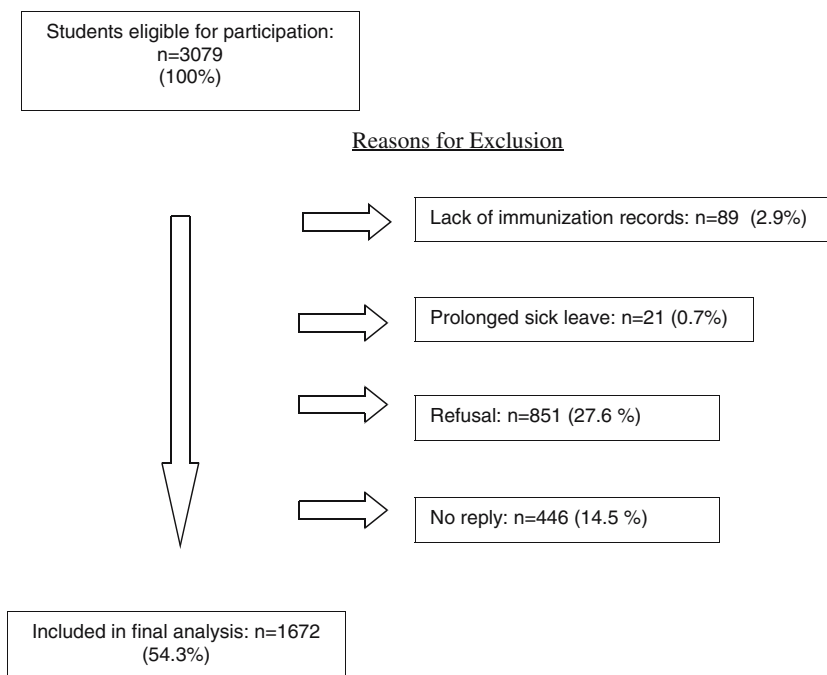 Students eligible for participation:
n=3079
(100%)
Reasons for Exclusion
Lack of immunization records: n=89 (2.9%)
Prolonged sick leave: n=21 (0.7%)
Refusal: n=851 (27.6 %)
No reply: n=446 (14.5 %)
Included in final analysis: n=1672
(54.3%)